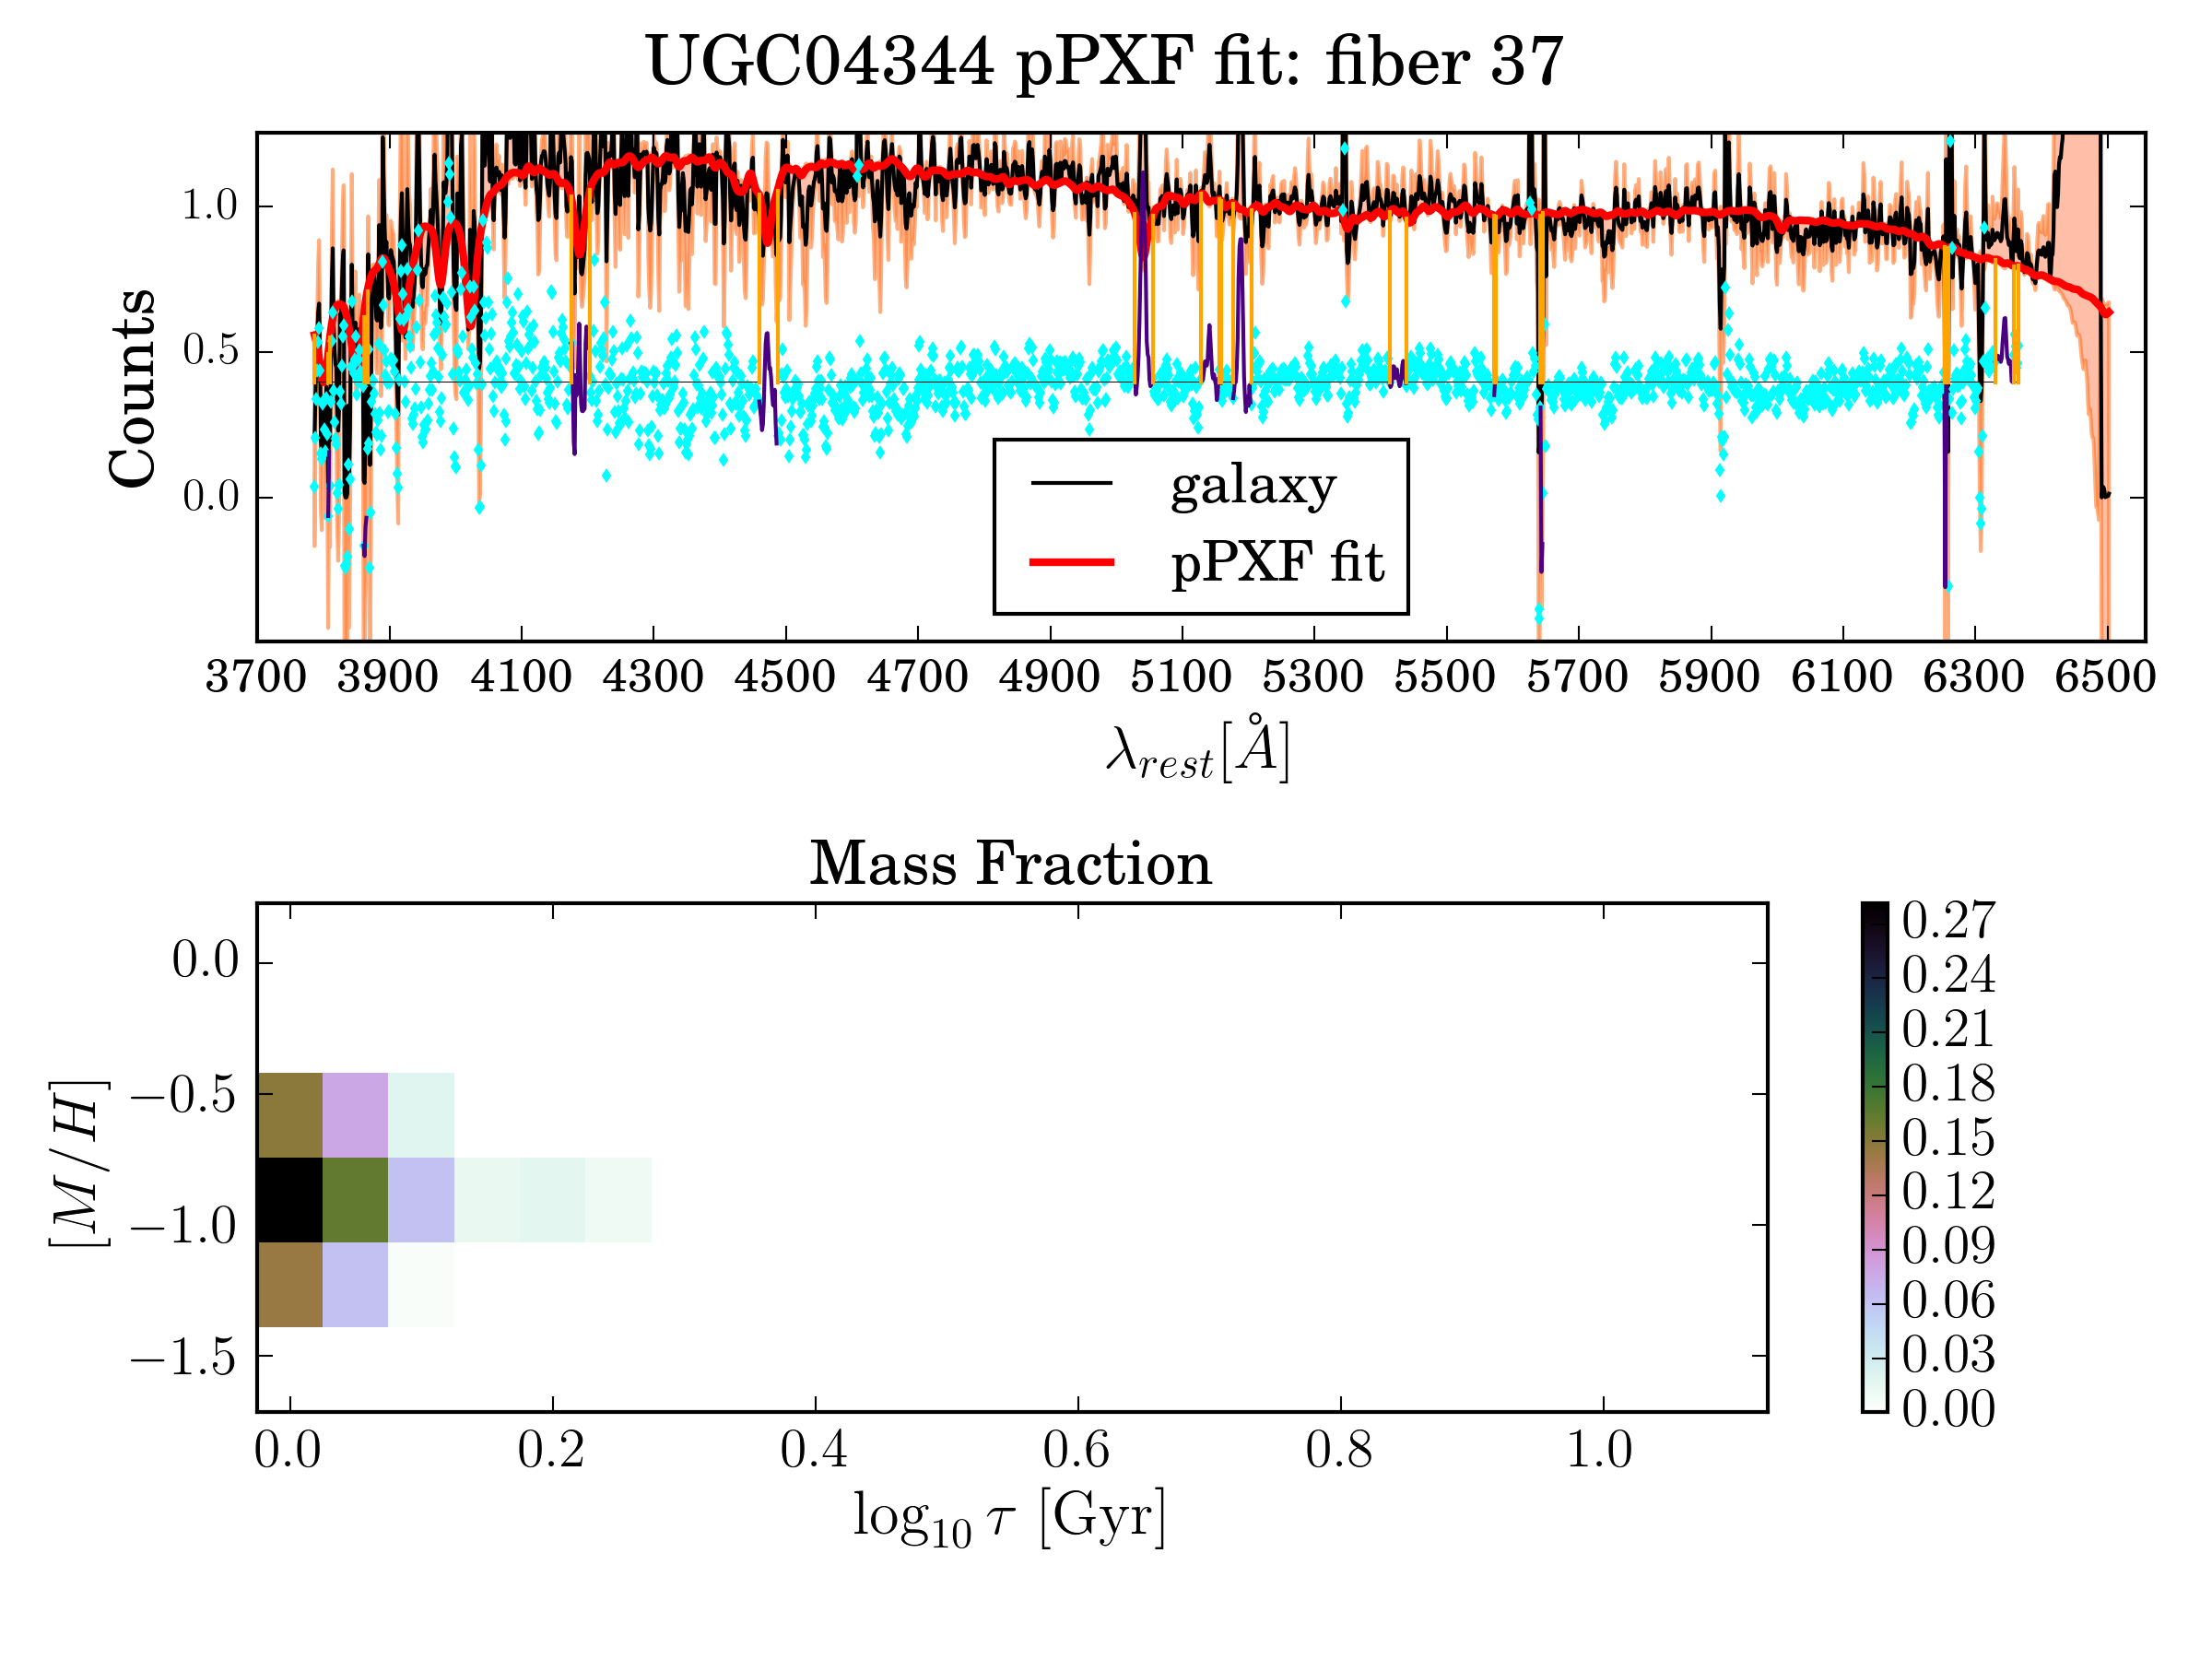 UGC04344 pPXF fit: fiber 37
Counts
1.0
0.5
0.0
galaxy
pPXF fit
3700 3900 4100 4300 4500 4700 4900 5100 5300 5500 5700 5900 6100 6300 6500
λrest[Å]
Mass Fraction
[M/H]
0.0
−0.5
−1.0
−1.5
0.0 0.2 0.4 0.6 0.8 1.0
log10 τ [Gyr]
0.27
0.24
0.21
0.18
0.15
0.12
0.09
0.06
0.03
0.00